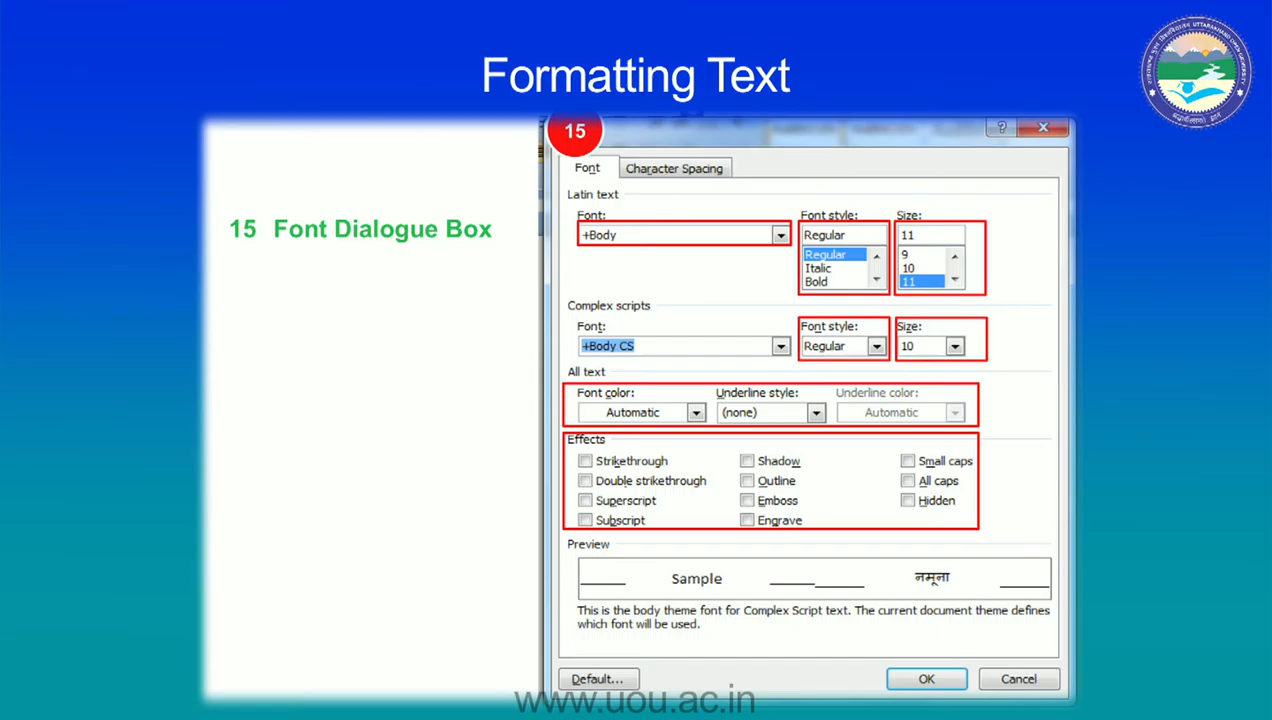 Formatting Text
15
15 Font Dialogue Box
Font Character Spacing
Latin text
Font: Font style: Size:
+Body Regular 11
Regular 9
Italic 10
Bold 11
Complex scripts
Font: Font style: Size:
+Body CS Regular 10
All text
Font color: Underline style: Underline color:
Automatic (none) Automatic
Effects
Strikethrough Shadow Small caps
Double strikethrough Outline All caps
Superscript Emboss Hidden
Subscript Engrave
Preview
Sample नमूना
This is the body theme font for Complex Script text. The current document theme defines
which font will be used.
Default... OK Cancel
www.uou.ac.in